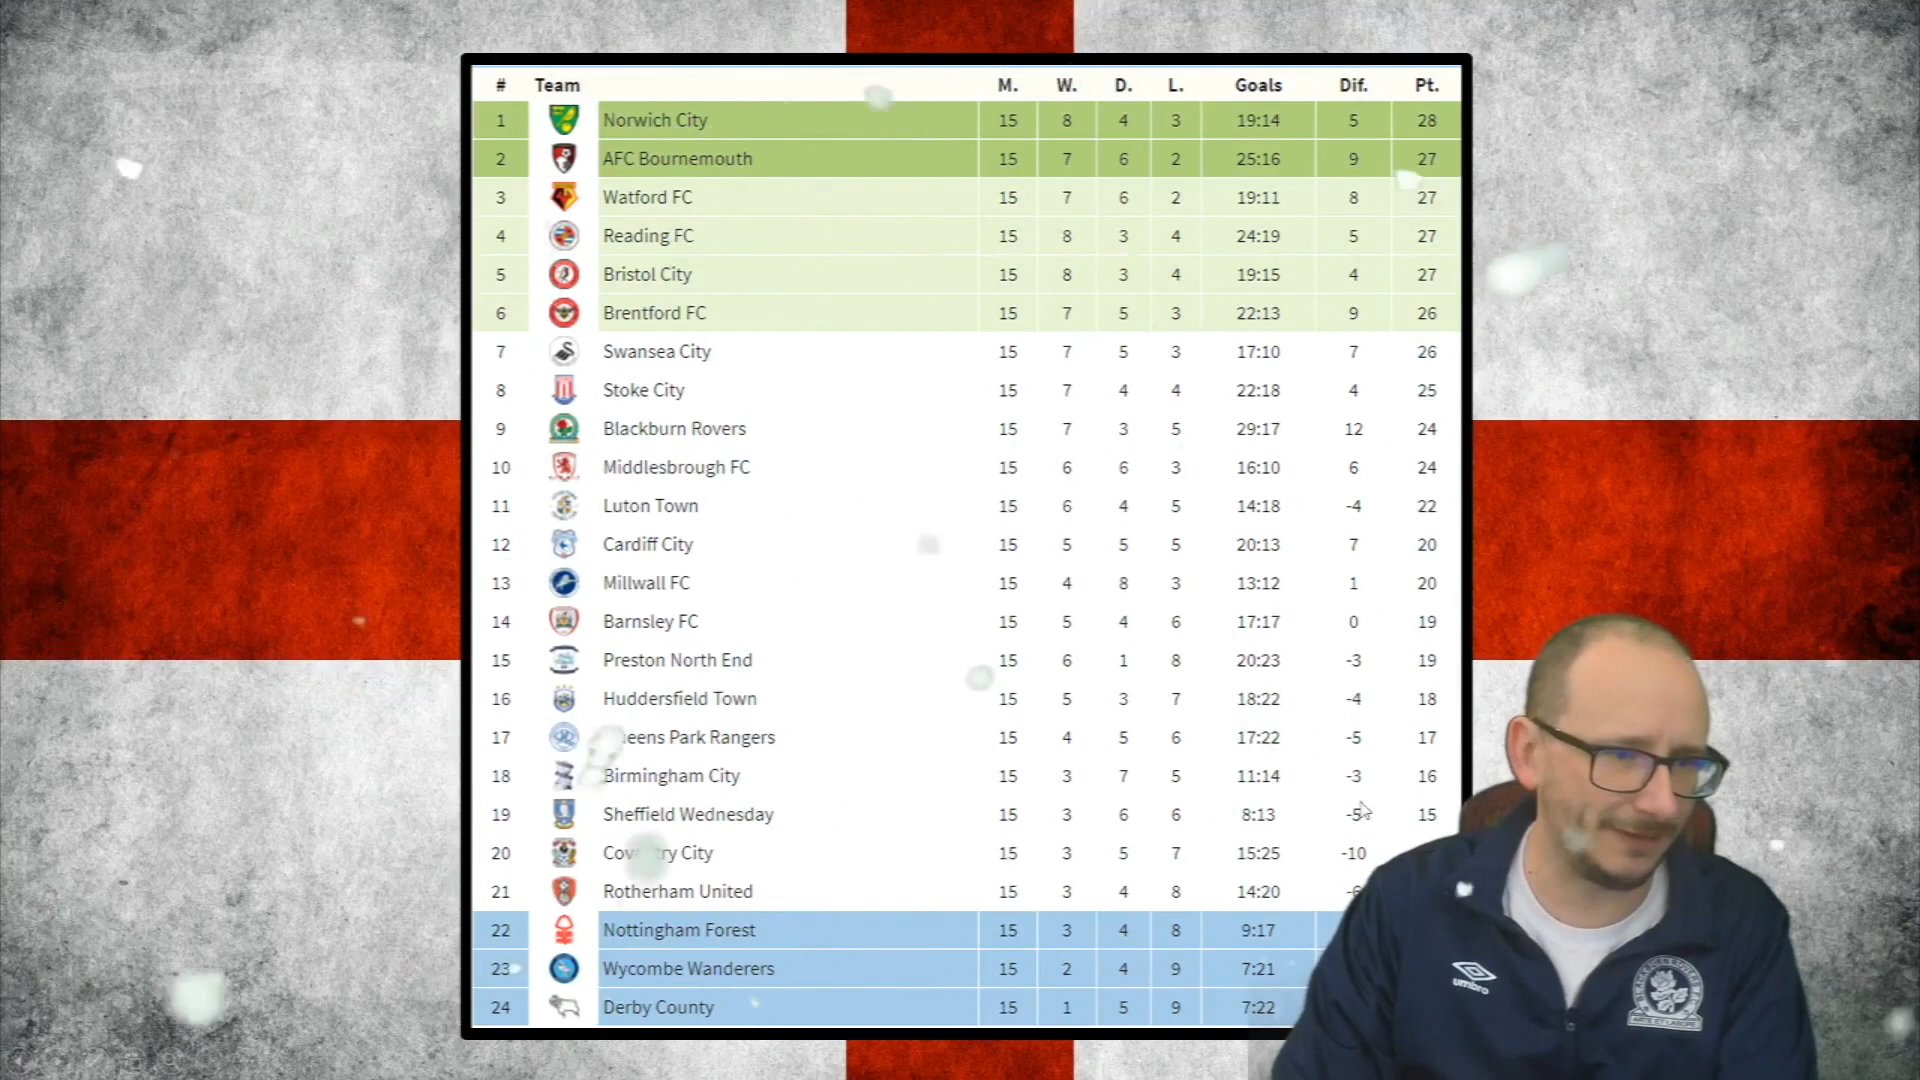 # Team M. W. D. L. Goals Dif. Pt.
1 Norwich City 15 8 4 3 19:14 5 28
2 AFC Bournemouth 15 7 6 2 25:16 9 27
3 Watford FC 15 7 6 2 19:11 8 27
4 Reading FC 15 8 3 4 24:19 5 27
5 Bristol City 15 8 3 4 19:15 4 27
6 Brentford FC 15 7 5 3 22:13 9 26
7 Swansea City 15 7 5 3 17:10 7 26
8 Stoke City 15 7 4 4 22:18 4 25
9 Blackburn Rovers 15 7 3 5 29:17 12 24
10 Middlesbrough FC 15 6 6 3 16:10 6 24
11 Luton Town 15 6 4 5 14:18 -4 22
12 Cardiff City 15 5 5 5 20:13 7 20
13 Millwall FC 15 4 8 3 13:12 1 20
14 Barnsley FC 15 5 4 6 17:17 0 19
15 Preston North End 15 6 1 8 20:23 -3 19
16 Huddersfield Town 15 5 3 7 18:22 -4 18
17 Queens Park Rangers 15 4 5 6 17:22 -5 17
18 Birmingham City 15 3 7 5 11:14 -3 16
19 Sheffield Wednesday 15 3 6 6 8:13 -5 15
20 Coventry City 15 3 5 7 15:25 -10
21 Rotherham United 15 3 4 8 14:20 -6
22 Nottingham Forest 15 3 4 8 9:17
23 Wycombe Wanderers 15 2 4 9 7:21
24 Derby County 15 1 5 9 7:22
umbro
ARTE ET LABORE